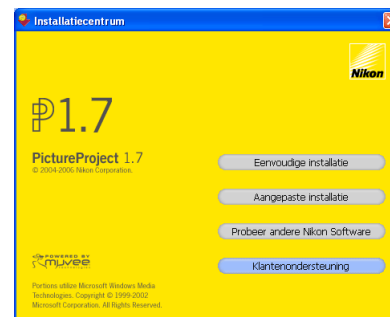 Installatiecentrum
Nikon
P1.7
PictureProject 1.7
© 2004-2006 Nikon Corporation.
Eenvoudige installatie
Aangepaste installatie
Probeer andere Nikon Software
Klantenondersteuning
POWERED BY
muvee
technologies
Portions utilize Microsoft Windows Media
Technologies. Copyright © 1999-2002
Microsoft Corporation. All Rights Reserved.